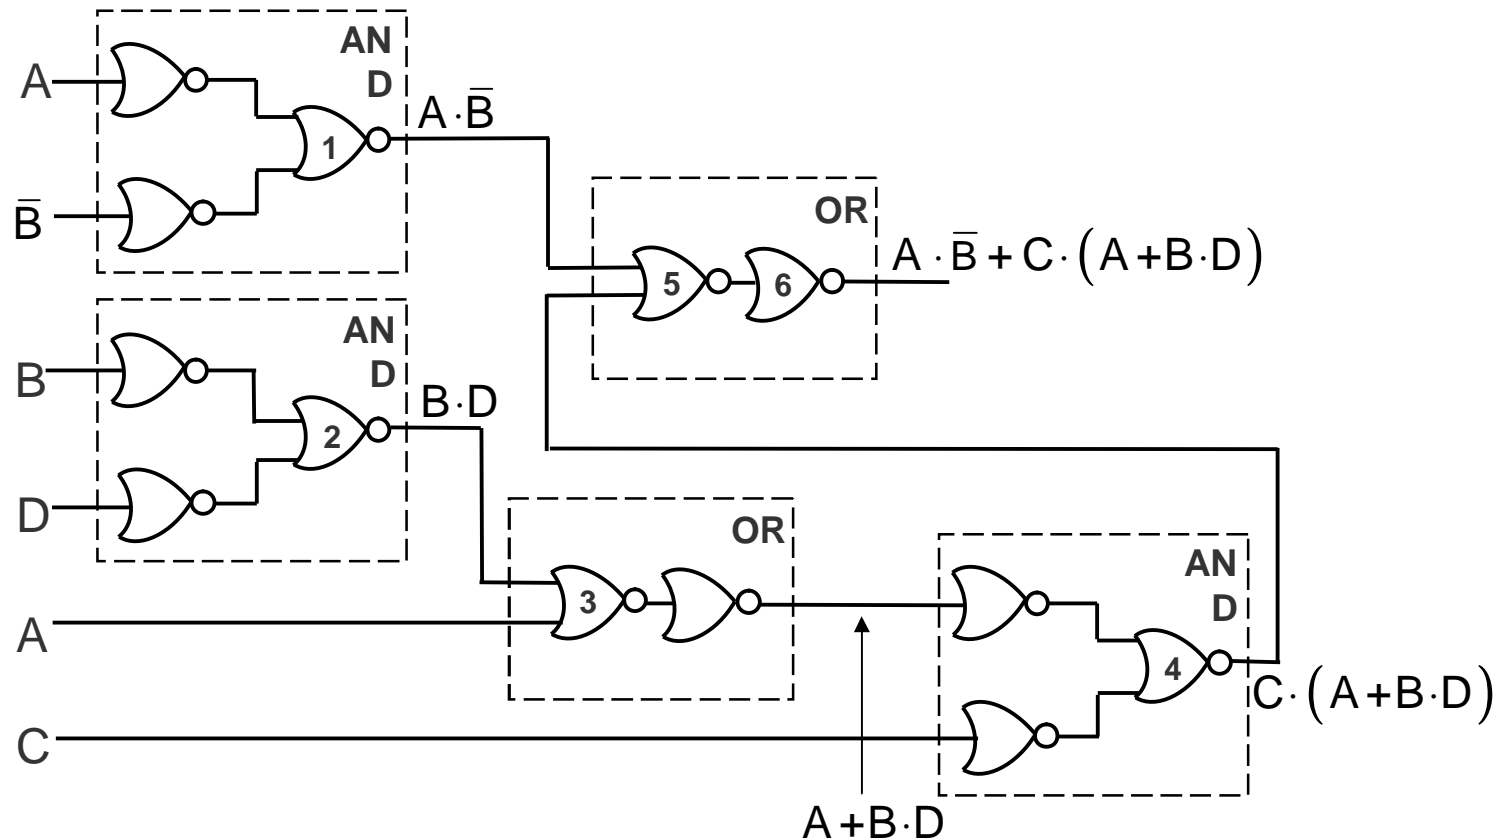 AN
D
A
1
A·B̅
B̅
OR
5
6
A·B̅+C·(A+B·D)
AN
D
B
2
B·D
D
OR
3
A
AN
D
4
C·(A+B·D)
C
A+B·D